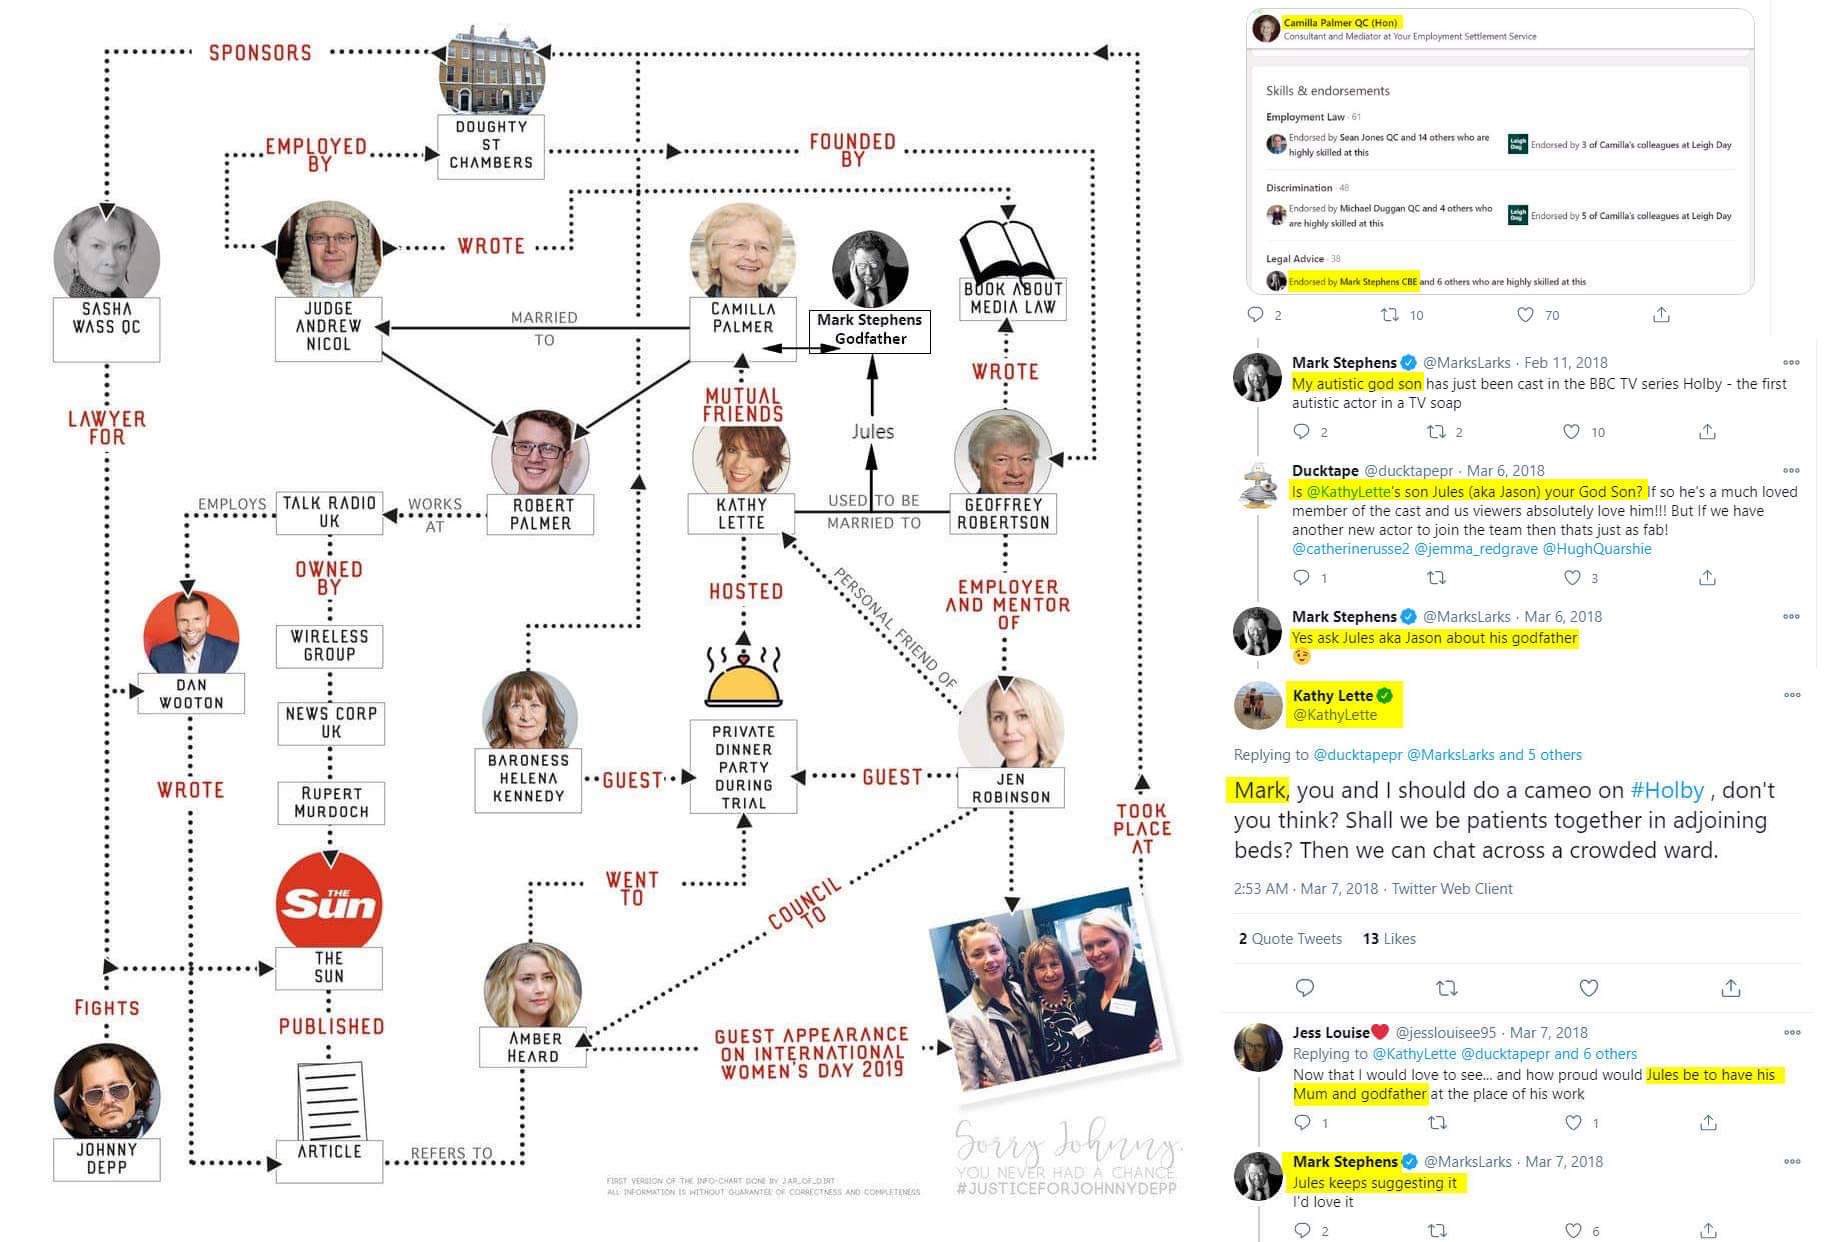 SPONSORS
DOUGHTY
ST
CHAMBERS
EMPLOYED
BY
FOUNDED
BY
WROTE
SASHA
WASS QC
JUDGE
ANDREW
NICOL
MARRIED
TO
CAMILLA
PALMER
Mark Stephens
Godfather
BOOK ABOUT
MEDIA LAW
LAWYER
FOR
MUTUAL
FRIENDS
WROTE
Jules
EMPLOYS
TALK RADIO
UK
WORKS
AT
ROBERT
PALMER
KATHY
LETTE
USED TO BE
MARRIED TO
GEOFFREY
ROBERTSON
OWNED
BY
HOSTED
PERSONAL FRIEND OF
EMPLOYER
AND MENTOR
OF
WIRELESS
GROUP
DAN
WOOTON
NEWS CORP
UK
PRIVATE
DINNER
PARTY
DURING
TRIAL
BARONESS
HELENA
KENNEDY
GUEST
GUEST
JEN
ROBINSON
WROTE
RUPERT
MURDOCH
TOOK
PLACE
AT
WENT
TO
COUNCIL
TO
THE
Sun
THE
SUN
FIGHTS
PUBLISHED
AMBER
HEARD
GUEST APPEARANCE
ON INTERNATIONAL
WOMEN'S DAY 2019
JOHNNY
DEPP
ARTICLE
REFERS TO
Sorry Johnny.
YOU NEVER HAD A CHANCE.
#JUSTICEFORJOHNNYDEPP
FIRST VERSION OF THE INFO-CHART DONE BY JAR_OF_DIRT
ALL INFORMATION IS WITHOUT GUARANTEE OF CORRECTNESS AND COMPLETENESS
Camilla Palmer QC (Hon)
Consultant and Mediator at Your Employment Settlement Service
Skills & endorsements
Employment Law · 61
Endorsed by Sean Jones QC and 14 others who are
highly skilled at this
Leigh
Day
Endorsed by 3 of Camilla's colleagues at Leigh Day
Discrimination · 48
Endorsed by Michael Duggan QC and 4 others who
are highly skilled at this
Leigh
Day
Endorsed by 5 of Camilla's colleagues at Leigh Day
Legal Advice · 38
Endorsed by Mark Stephens CBE and 6 others who are highly skilled at this
2 10 70
Mark Stephens @MarksLarks · Feb 11, 2018
My autistic god son has just been cast in the BBC TV series Holby - the first
autistic actor in a TV soap
2 2 10
Ducktape @ducktapepr · Mar 6, 2018
Is @KathyLette's son Jules (aka Jason) your God Son? If so he's a much loved
member of the cast and us viewers absolutely love him!!! But If we have
another new actor to join the team then thats just as fab!
@catherinerusse2 @jemma_redgrave @HughQuarshie
1 3
Mark Stephens @MarksLarks · Mar 6, 2018
Yes ask Jules aka Jason about his godfather
😉
Kathy Lette
@KathyLette
Replying to @ducktapepr @MarksLarks and 5 others
Mark, you and I should do a cameo on #Holby , don't
you think? Shall we be patients together in adjoining
beds? Then we can chat across a crowded ward.
2:53 AM · Mar 7, 2018 · Twitter Web Client
2 Quote Tweets 13 Likes
Jess Louise❤️ @jesslouisee95 · Mar 7, 2018
Replying to @KathyLette @ducktapepr and 6 others
Now that I would love to see... and how proud would Jules be to have his
Mum and godfather at the place of his work
1 1
Mark Stephens @MarksLarks · Mar 7, 2018
Jules keeps suggesting it
I'd love it
2 6